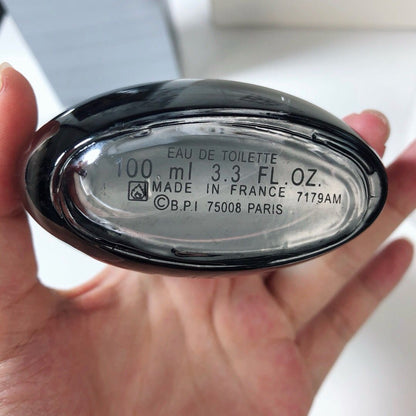 EAU DE TOILETTE
100 ml 3.3 FL.OZ.
MADE IN FRANCE 7179AM
©B.P.I 75008 PARIS